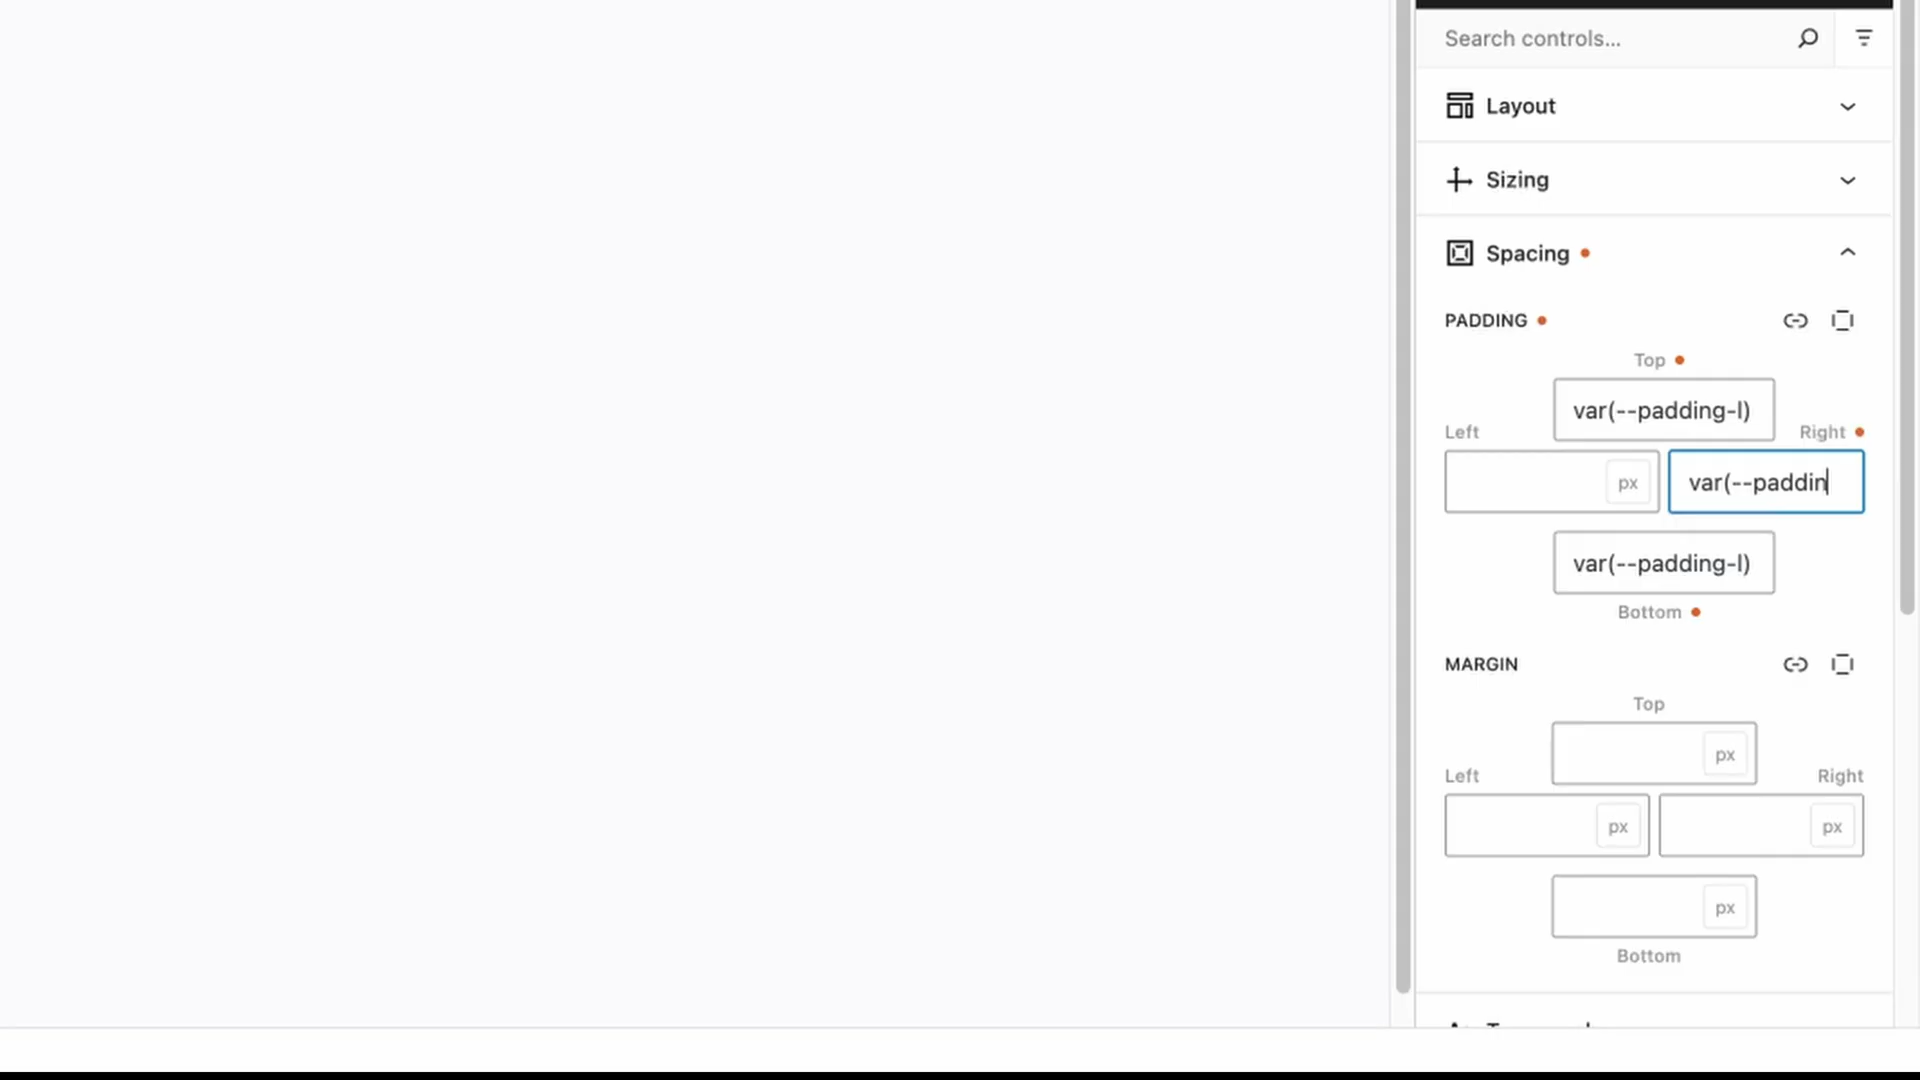 Search controls...
Layout
Sizing
Spacing
PADDING
Top
var(--padding-l)
Left
Right
px
var(--paddin
var(--padding-l)
Bottom
MARGIN
Top
px
Left
Right
px
px
px
Bottom